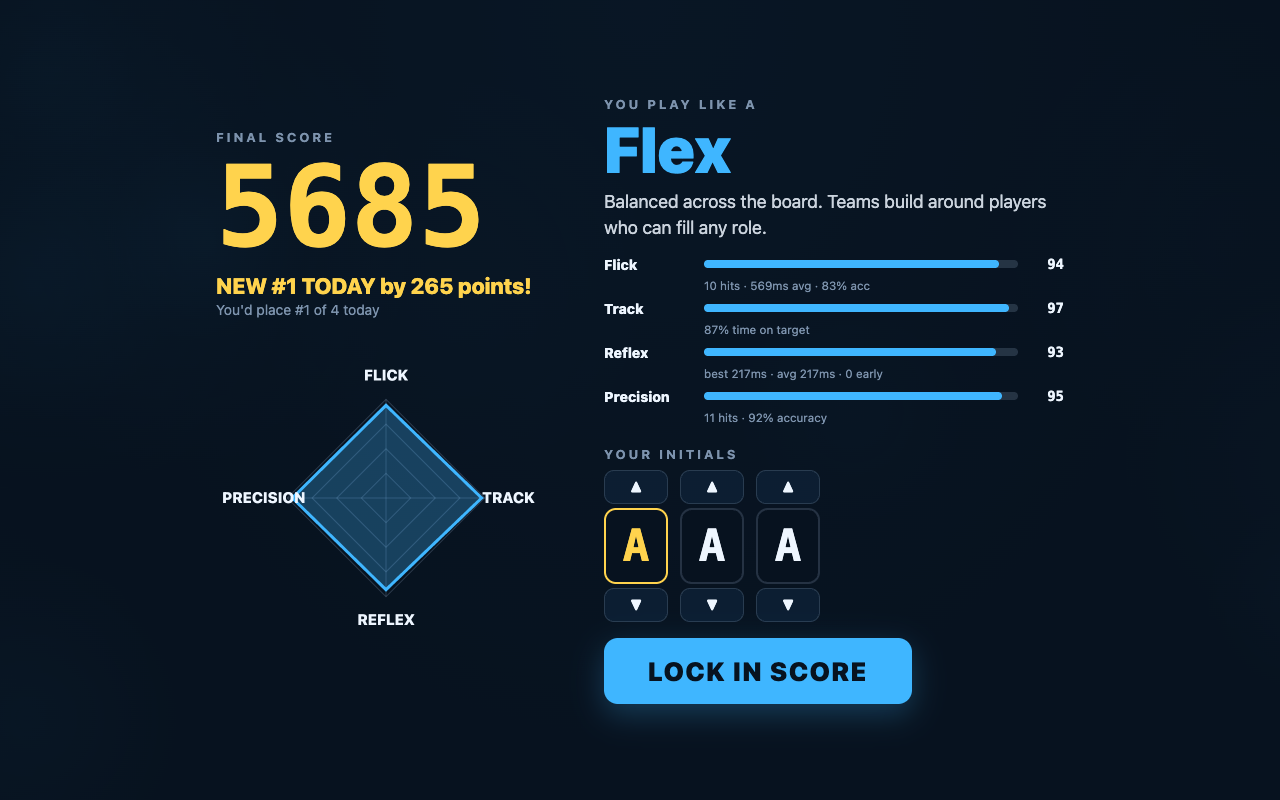 FINAL SCORE
5685
NEW #1 TODAY by 265 points!
You'd place #1 of 4 today
FLICK
PRECISION
TRACK
REFLEX
YOU PLAY LIKE A
Flex
Balanced across the board. Teams build around players
who can fill any role.
Flick 94
10 hits · 569ms avg · 83% acc
Track 97
87% time on target
Reflex 93
best 217ms · avg 217ms · 0 early
Precision 95
11 hits · 92% accuracy
YOUR INITIALS
▲ ▲ ▲
A A A
▼ ▼ ▼
LOCK IN SCORE